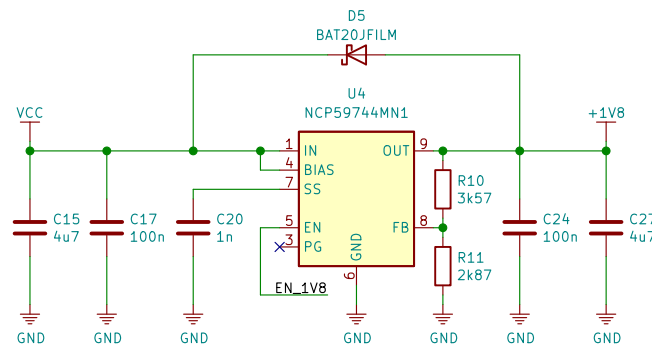 D5
BAT20JFILM
U4
NCP59744MN1
VCC
+1V8
1
IN
OUT
9
4
BIAS
7
SS
R10
3k57
5
EN
FB
8
3
PG
GND
6
C15
4u7
C17
100n
C20
1n
C24
100n
C27
4u7
R11
2k87
EN_1V8
GND
GND
GND
GND
GND
GND
GND